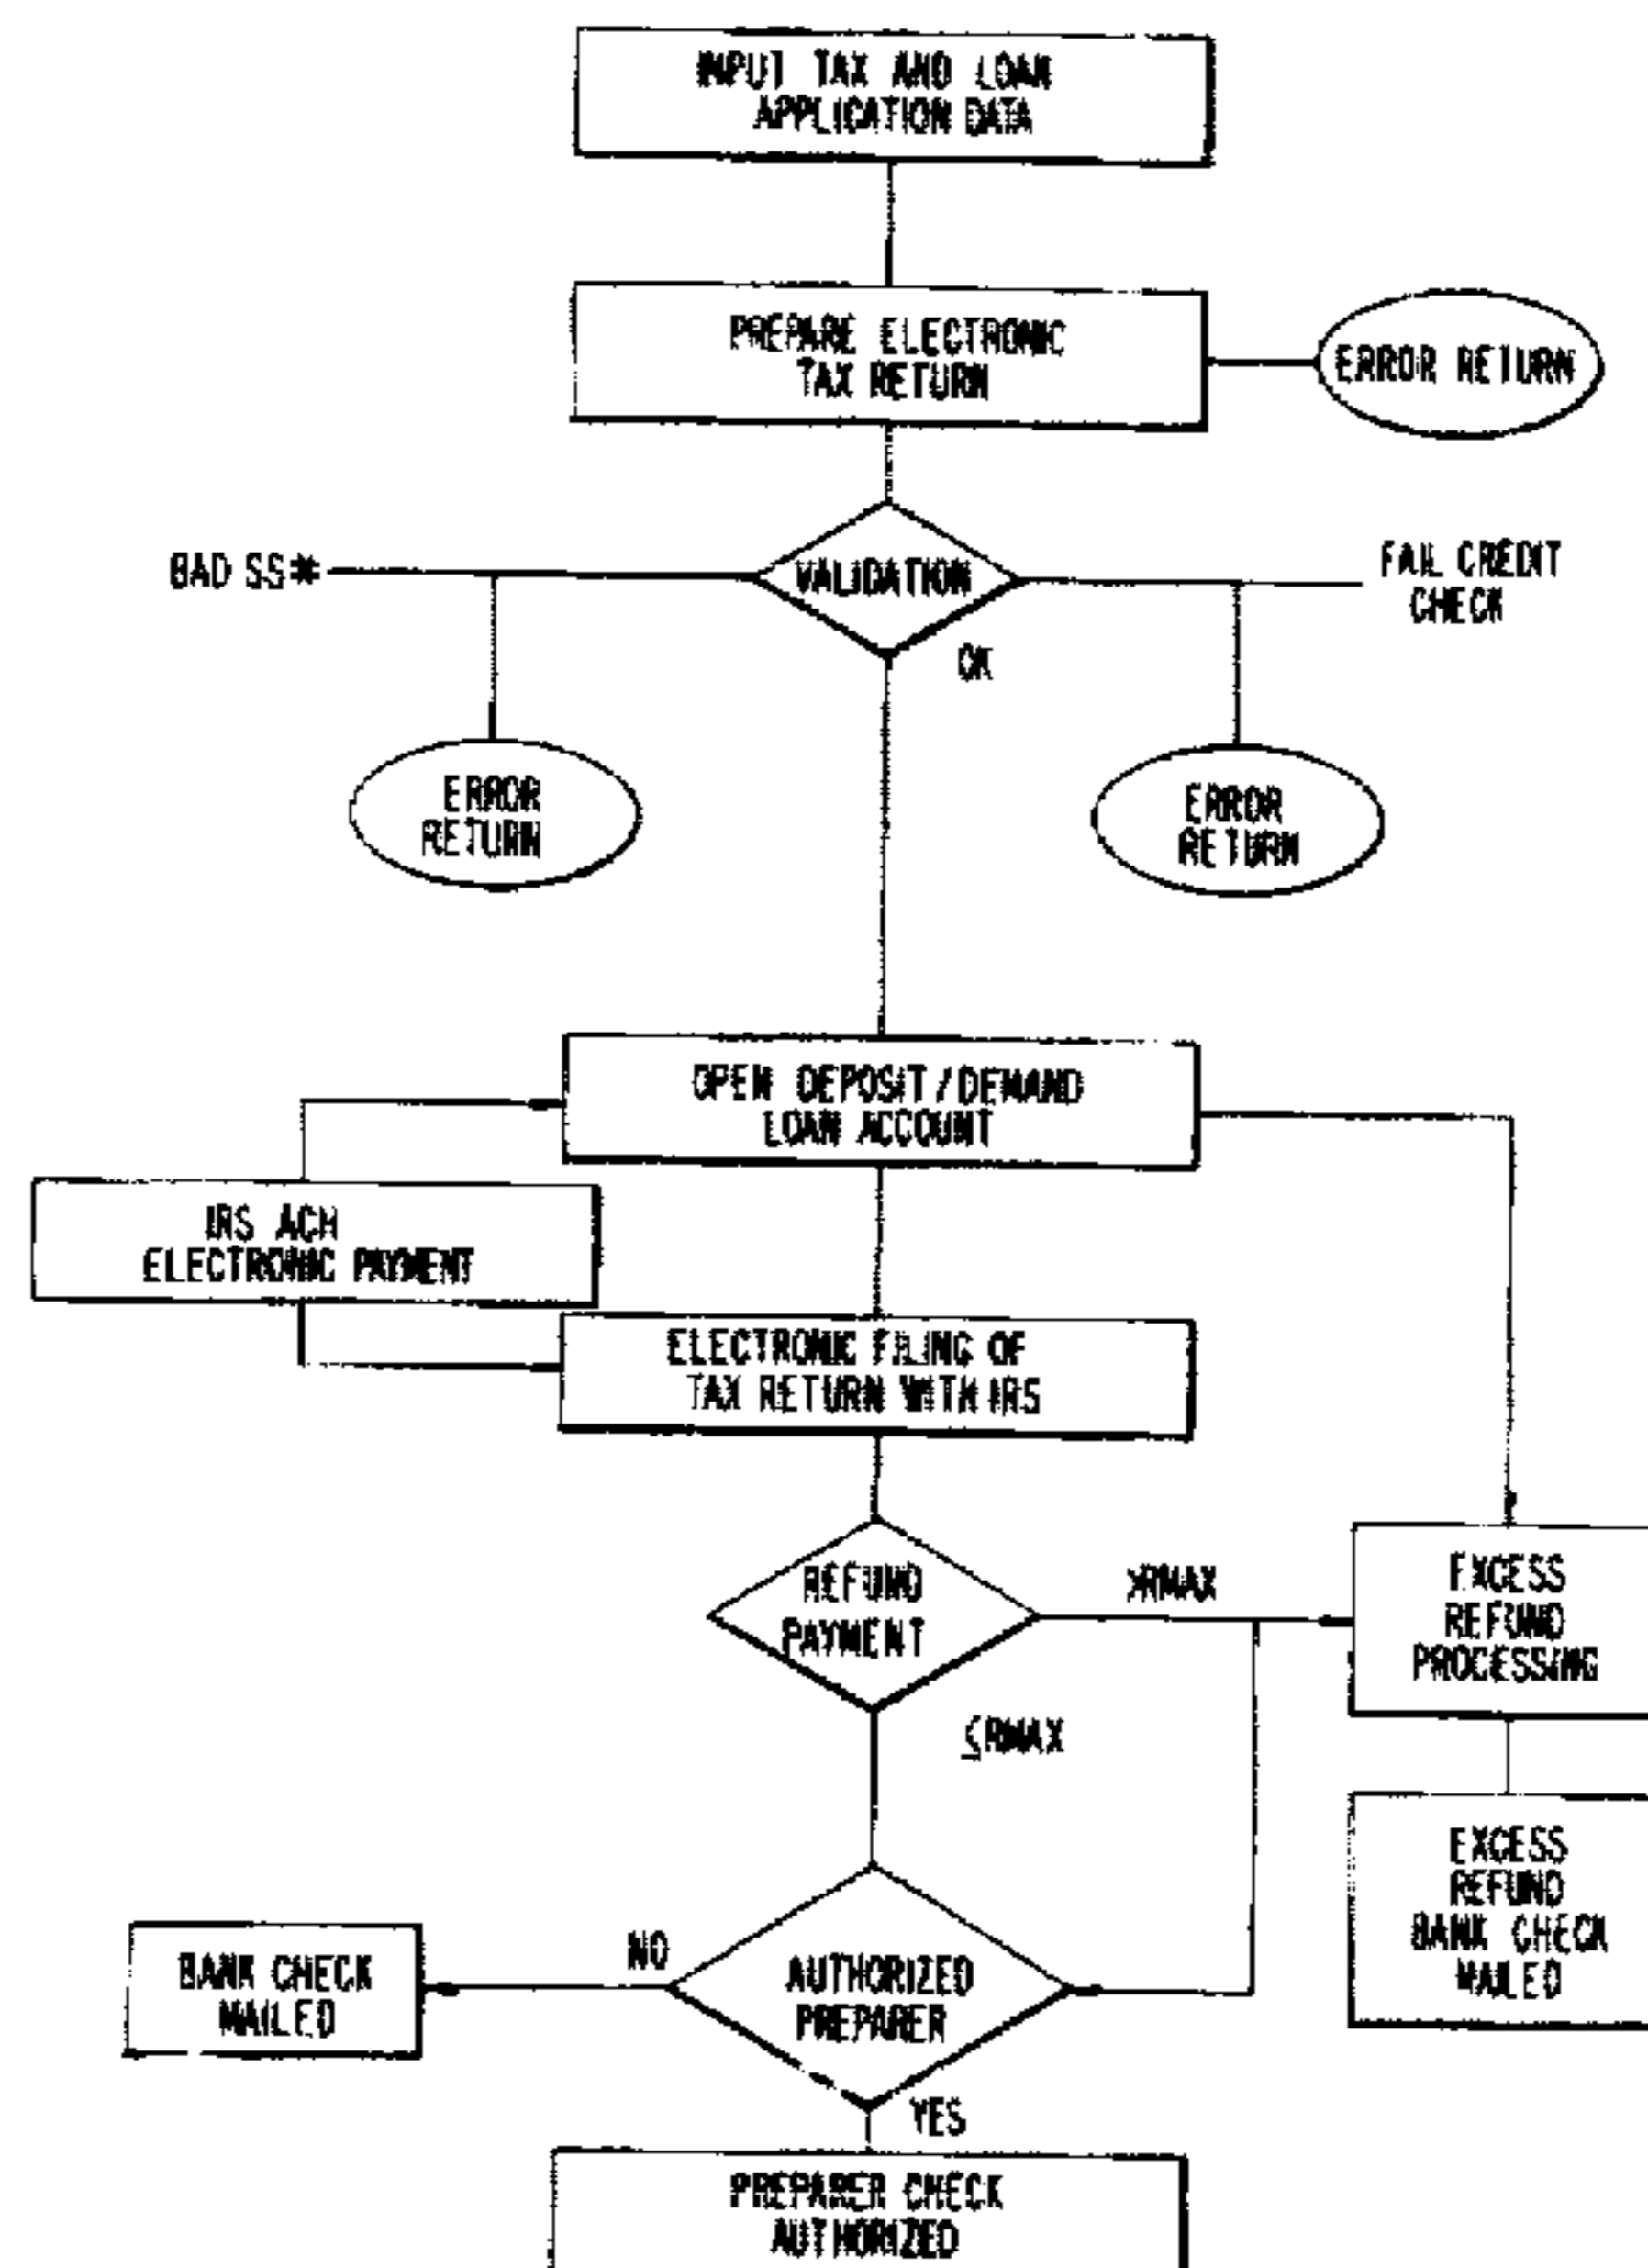 INPUT TAX AND LOAN
APPLICATION DATA
PREPARE ELECTRONIC
TAX RETURN
ERROR RETURN
BAD SS#
VALIDATION
FAIL CREDIT
CHECK
OK
ERROR
RETURN
ERROR
RETURN
OPEN DEPOSIT/DEMAND
LOAN ACCOUNT
IRS ACH
ELECTRONIC PAYMENT
ELECTRONIC FILING OF
TAX RETURN WITH IRS
REFUND
PAYMENT
>RMAX
EXCESS
REFUND
PROCESSING
≤RMAX
EXCESS
REFUND
BANK CHECK
MAILED
NO
BANK CHECK
MAILED
AUTHORIZED
PREPARER
YES
PREPARER CHECK
AUTHORIZED